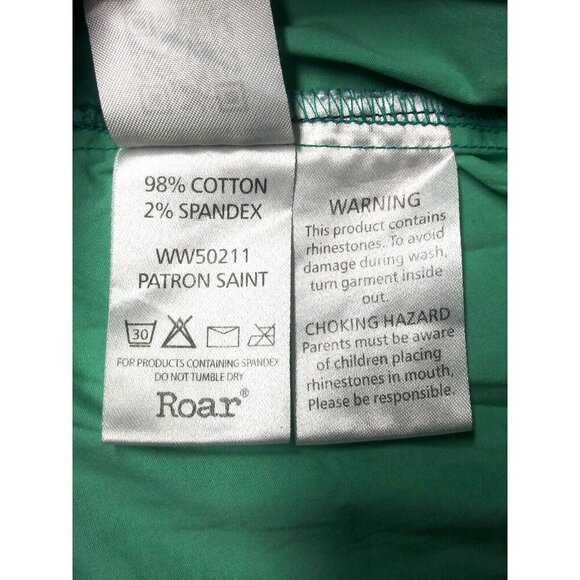 98% COTTON
2% SPANDEX
WW50211
PATRON SAINT
30
FOR PRODUCTS CONTAINING SPANDEX
DO NOT TUMBLE DRY
Roar®
WARNING
This product contains
rhinestones. To avoid
damage during wash,
turn garment inside
out.
CHOKING HAZARD
Parents must be aware
of children placing
rhinestones in mouth,
Please be responsible.